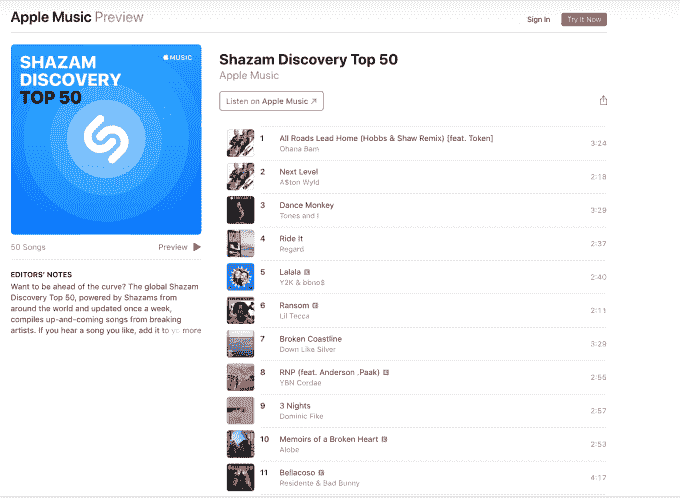 Apple Music Preview
Sign In
Try It Now
SHAZAM
DISCOVERY
TOP 50
MUSIC
50 Songs
Preview
EDITORS' NOTES
Want to be ahead of the curve? The global Shazam
Discovery Top 50, powered by Shazams from
around the world and updated once a week,
compiles up-and-coming songs from breaking
artists. If you hear a song you like, add it to yo more
Shazam Discovery Top 50
Apple Music
Listen on Apple Music ↗
1 All Roads Lead Home (Hobbs & Shaw Remix) [feat. Token] 3:24
Ohana Bam
2 Next Level 2:19
A$ton Wyld
3 Dance Monkey 3:29
Tones and I
4 Ride It 2:37
Regard
5 Lalala E 2:40
Y2K & bbno$
6 Ransom E 2:11
Lil Tecca
7 Broken Coastline 3:29
Down Like Silver
8 RNP (feat. Anderson .Paak) E 2:55
YBN Cordae
9 3 Nights 2:57
Dominic Fike
10 Memoirs of a Broken Heart E 2:53
Alobe
11 Bellacoso E 4:17
Residente & Bad Bunny